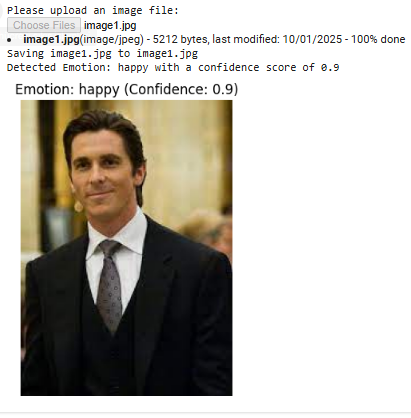 Please upload an image file:
Choose Files image1.jpg
• image1.jpg(image/jpeg) - 5212 bytes, last modified: 10/01/2025 - 100% done
Saving image1.jpg to image1.jpg
Detected Emotion: happy with a confidence score of 0.9
Emotion: happy (Confidence: 0.9)